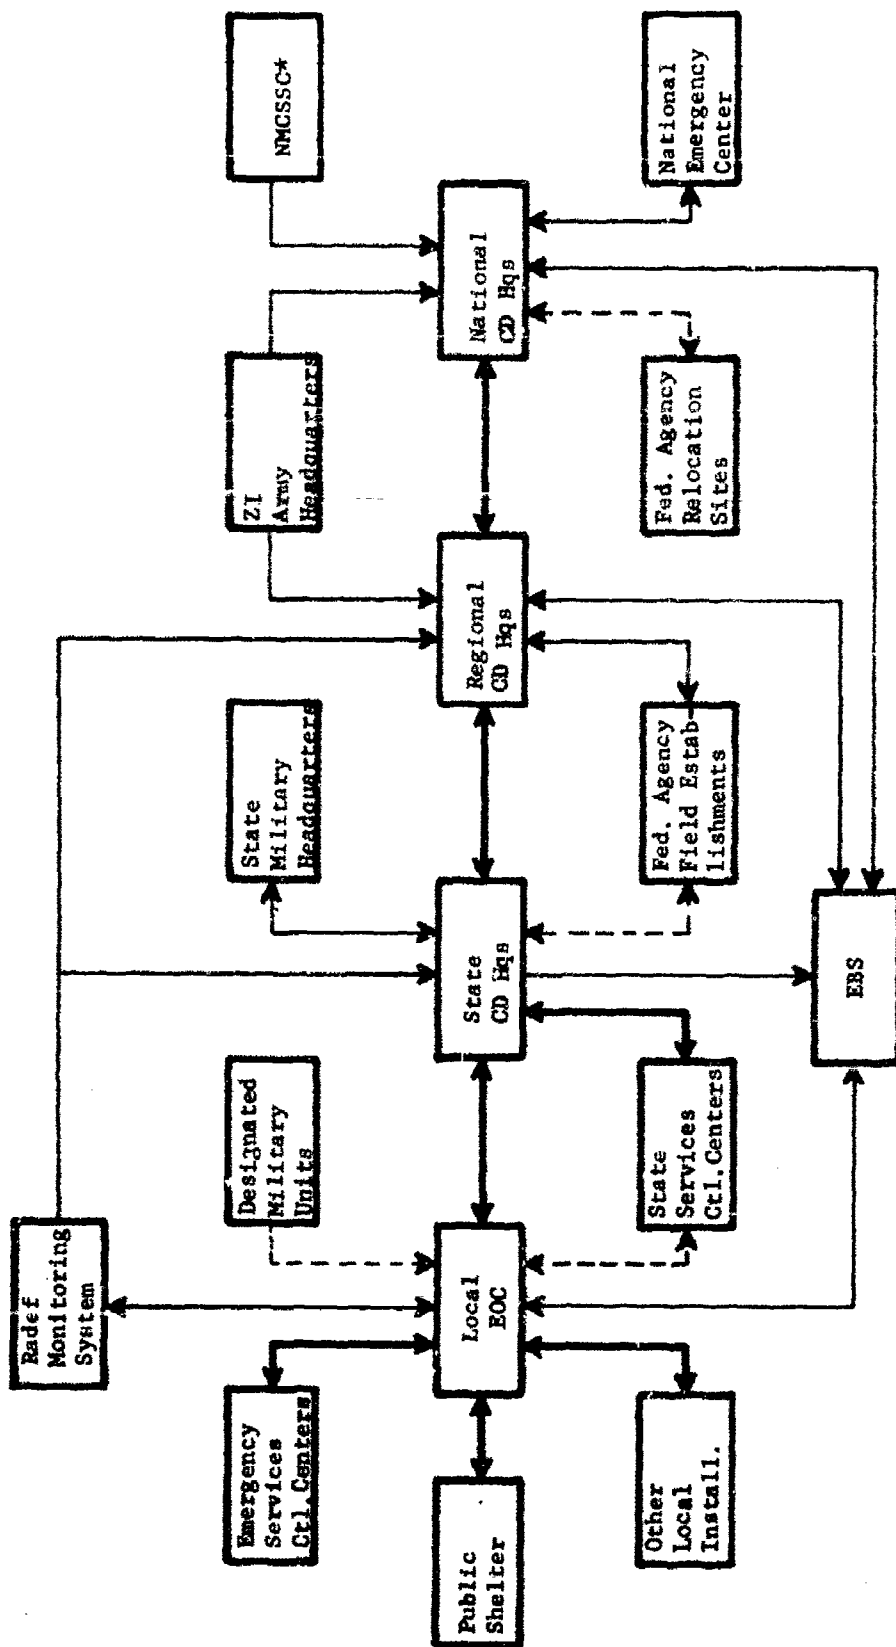 Radef
Monitoring
System
Emergency
Services
Ctl.Centers
Designated
Military
Units
State
Military
Headquarters
ZI
Army
Headquarters
NMCSSC*
Public
Shelter
Local
EOC
State
CD Hqs
Regional
CD Hqs
National
CD Hqs
Other
Local
Install.
State
Services
Ctl.Centers
Fed. Agency
Field Estab-
lishments
Fed. Agency
Relocation
Sites
National
Emergency
Center
EBS